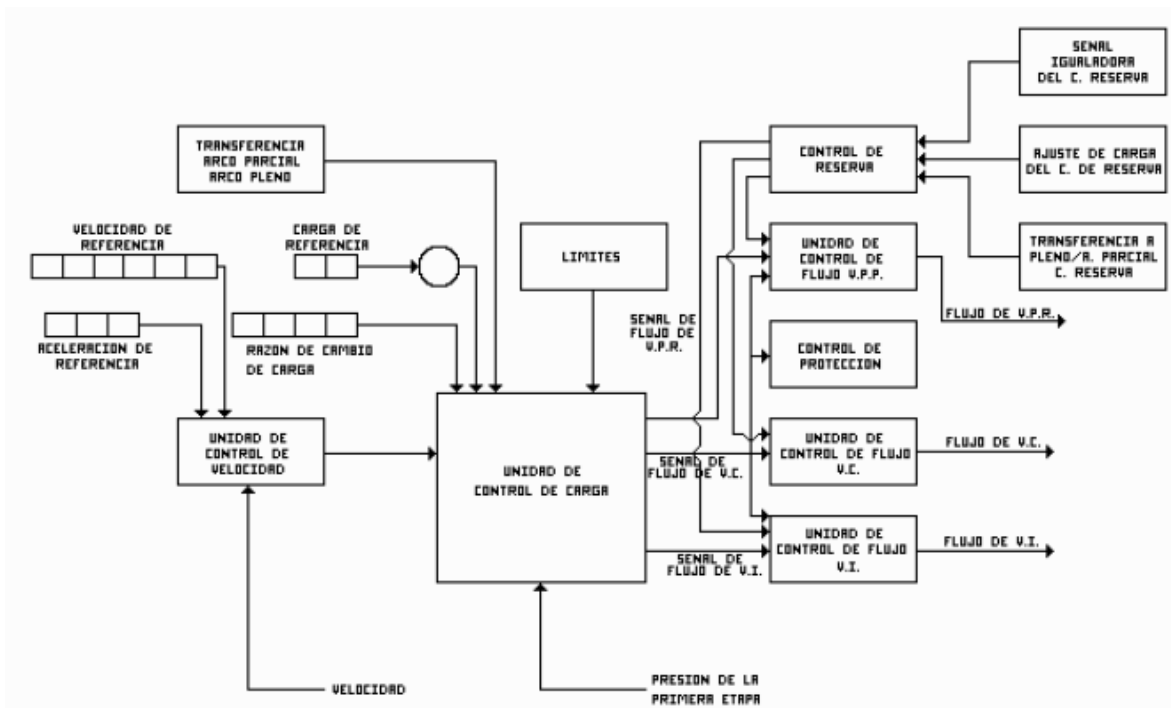 SENAL
IGUALADORA
DEL C. RESERVA
TRANSFERENCIA
ARCO PARCIAL
ARCO PLENO
CONTROL DE
RESERVA
AJUSTE DE CARGA
DEL C. DE RESERVA
VELOCIDAD DE
REFERENCIA
CARGA DE
REFERENCIA
LIMITES
UNIDAD DE
CONTROL DE
FLUJO V.P.P.
TRANSFERENCIA A
PLENO/A. PARCIAL
C. RESERVA
FLUJO DE V.P.R.
SENAL DE
FLUJO DE
V.P.R.
ACELERACION DE
REFERENCIA
RAZON DE CAMBIO
DE CARGA
CONTROL DE
PROTECCION
UNIDAD DE
CONTROL DE
VELOCIDAD
UNIDAD DE
CONTROL DE CARGA
SENAL DE
FLUJO DE V.C.
UNIDAD DE
CONTROL DE FLUJO
V.C.
FLUJO DE V.C.
SENAL DE
FLUJO DE V.I.
UNIDAD DE
CONTROL DE FLUJO
V.I.
FLUJO DE V.I.
VELOCIDAD
PRESION DE LA
PRIMERA ETAPA